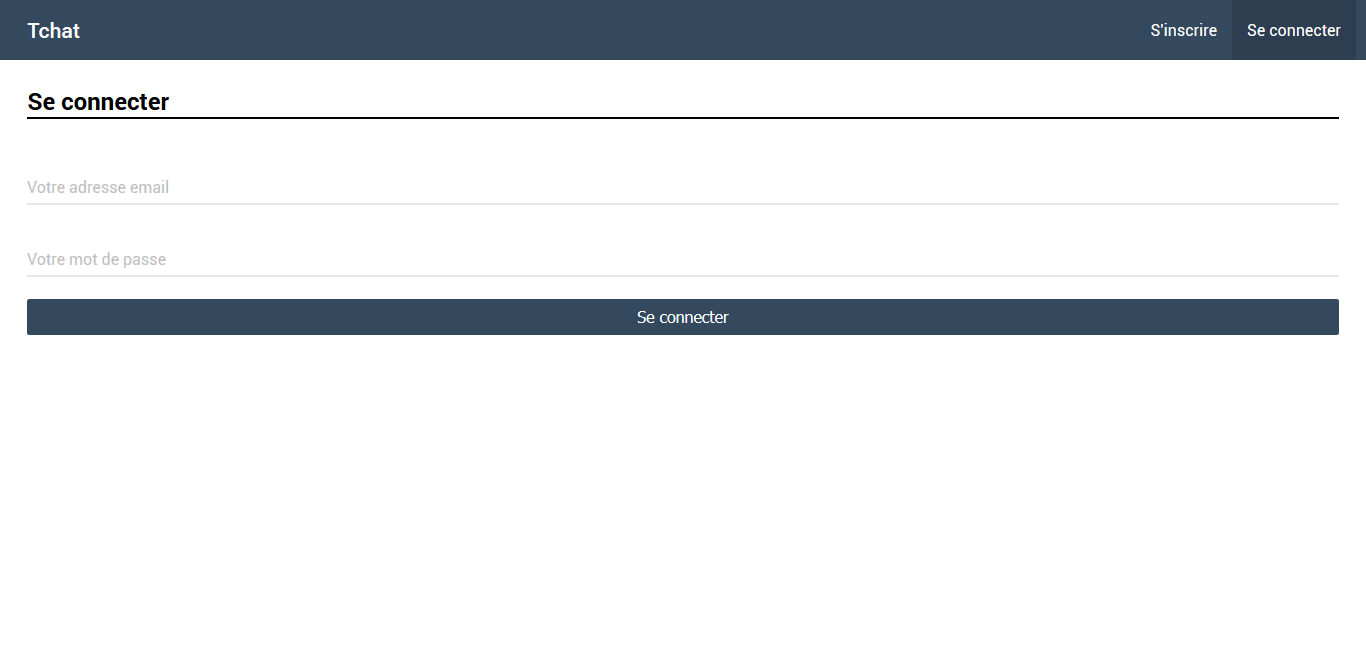 Tchat
S'inscrire
Se connecter
Se connecter
Votre adresse email
Votre mot de passe
Se connecter